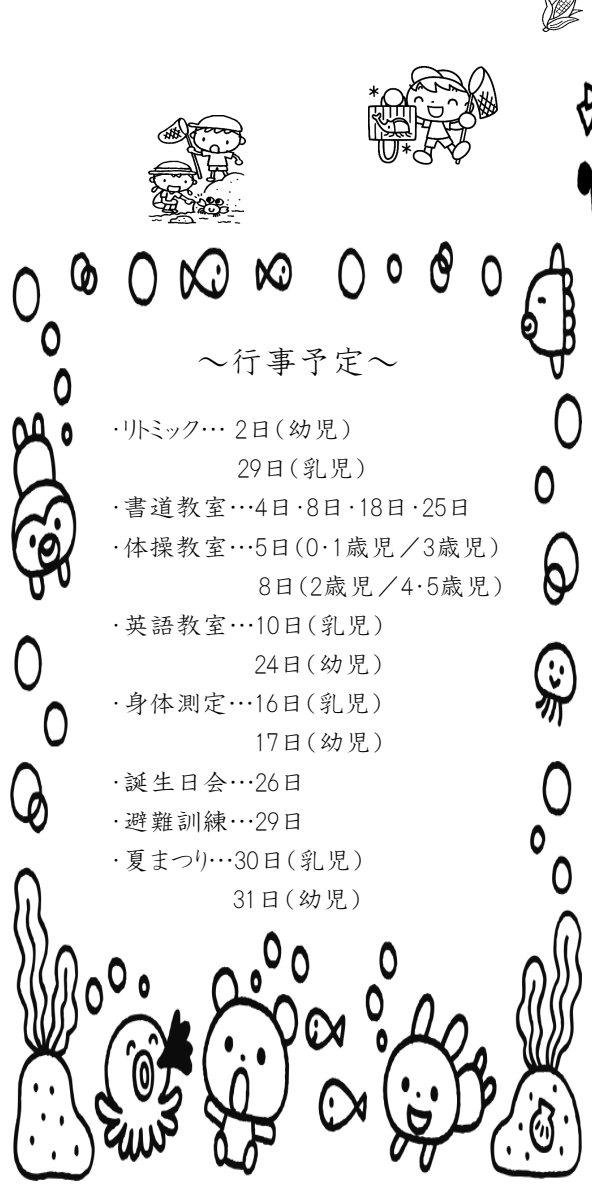 ～行事予定～
・リトミック… 2日(幼児)
29日(乳児)
・書道教室…4日・8日・18日・25日
・体操教室…5日(0・1歳児／3歳児)
8日(2歳児／4・5歳児)
・英語教室…10日(乳児)
24日(幼児)
・身体測定…16日(乳児)
17日(幼児)
・誕生日会…26日
・避難訓練…29日
・夏まつり…30日(乳児)
31日(幼児)